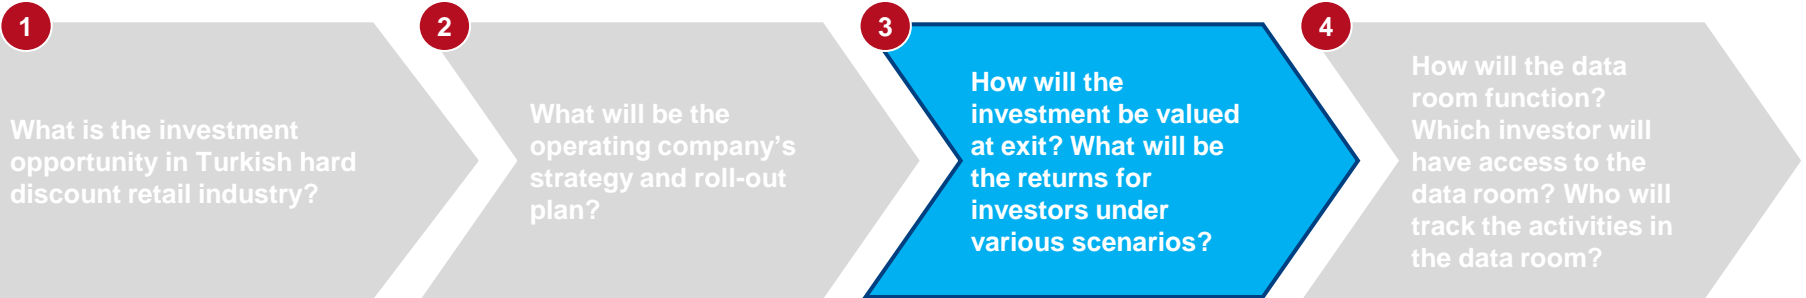 1
What is the investment
opportunity in Turkish hard
discount retail industry?
2
What will be the
operating company’s
strategy and roll-out
plan?
3
How will the
investment be valued
at exit? What will be
the returns for
investors under
various scenarios?
4
How will the data
room function?
Which investor will
have access to the
data room? Who will
track the activities in
the data room?